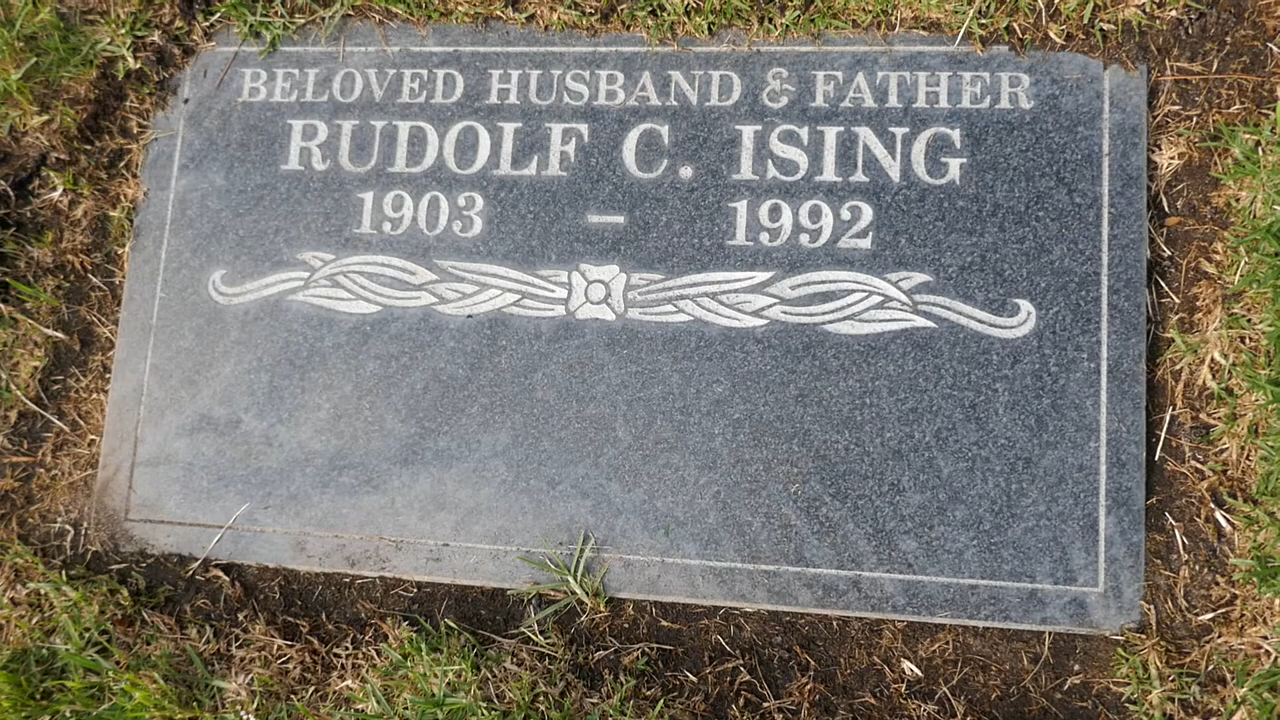 BELOVED HUSBAND & FATHER
RUDOLF C. ISING
1903 – 1992